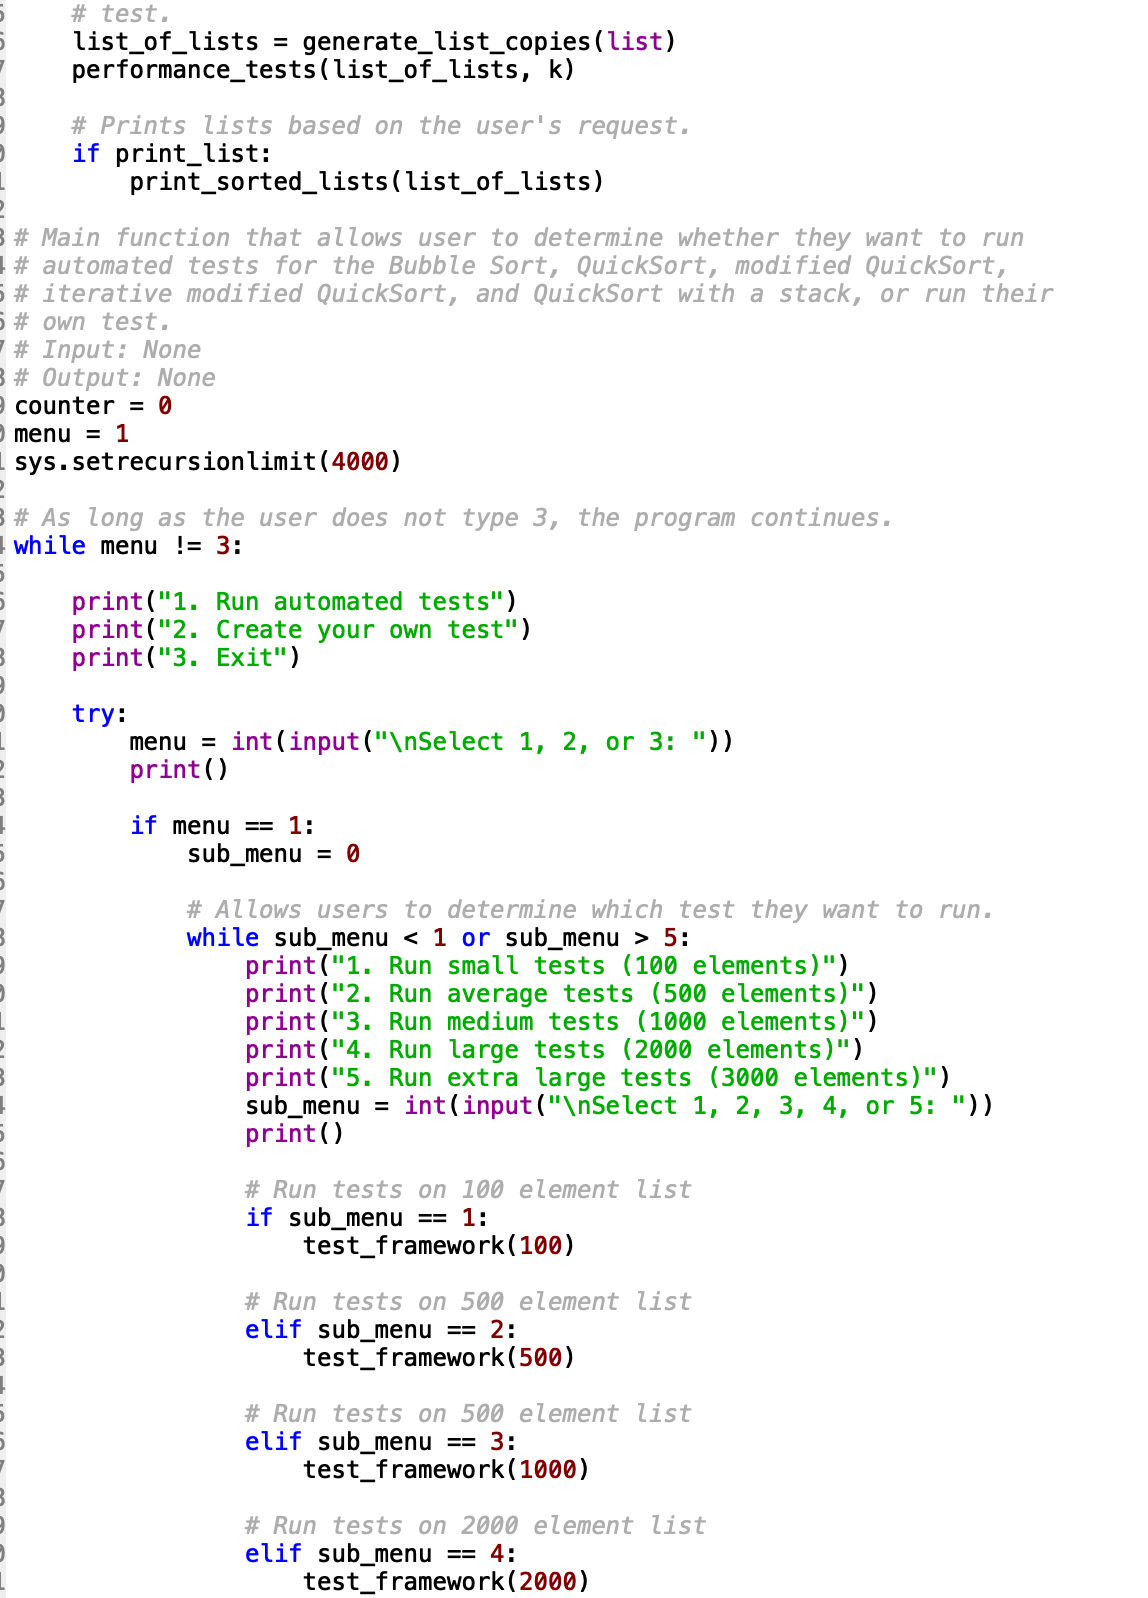 # test.
list_of_lists = generate_list_copies(list)
performance_tests(list_of_lists, k)
# Prints lists based on the user's request.
if print_list:
print_sorted_lists(list_of_lists)
# Main function that allows user to determine whether they want to run
# automated tests for the Bubble Sort, QuickSort, modified QuickSort,
# iterative modified QuickSort, and QuickSort with a stack, or run their
# own test.
# Input: None
# Output: None
counter = 0
menu = 1
sys.setrecursionlimit(4000)
# As long as the user does not type 3, the program continues.
while menu != 3:
print("1. Run automated tests")
print("2. Create your own test")
print("3. Exit")
try:
menu = int(input("\nSelect 1, 2, or 3: "))
print()
if menu == 1:
sub_menu = 0
# Allows users to determine which test they want to run.
while sub_menu < 1 or sub_menu > 5:
print("1. Run small tests (100 elements)")
print("2. Run average tests (500 elements)")
print("3. Run medium tests (1000 elements)")
print("4. Run large tests (2000 elements)")
print("5. Run extra large tests (3000 elements)")
sub_menu = int(input("\nSelect 1, 2, 3, 4, or 5: "))
print()
# Run tests on 100 element list
if sub_menu == 1:
test_framework(100)
# Run tests on 500 element list
elif sub_menu == 2:
test_framework(500)
# Run tests on 500 element list
elif sub_menu == 3:
test_framework(1000)
# Run tests on 2000 element list
elif sub_menu == 4:
test_framework(2000)